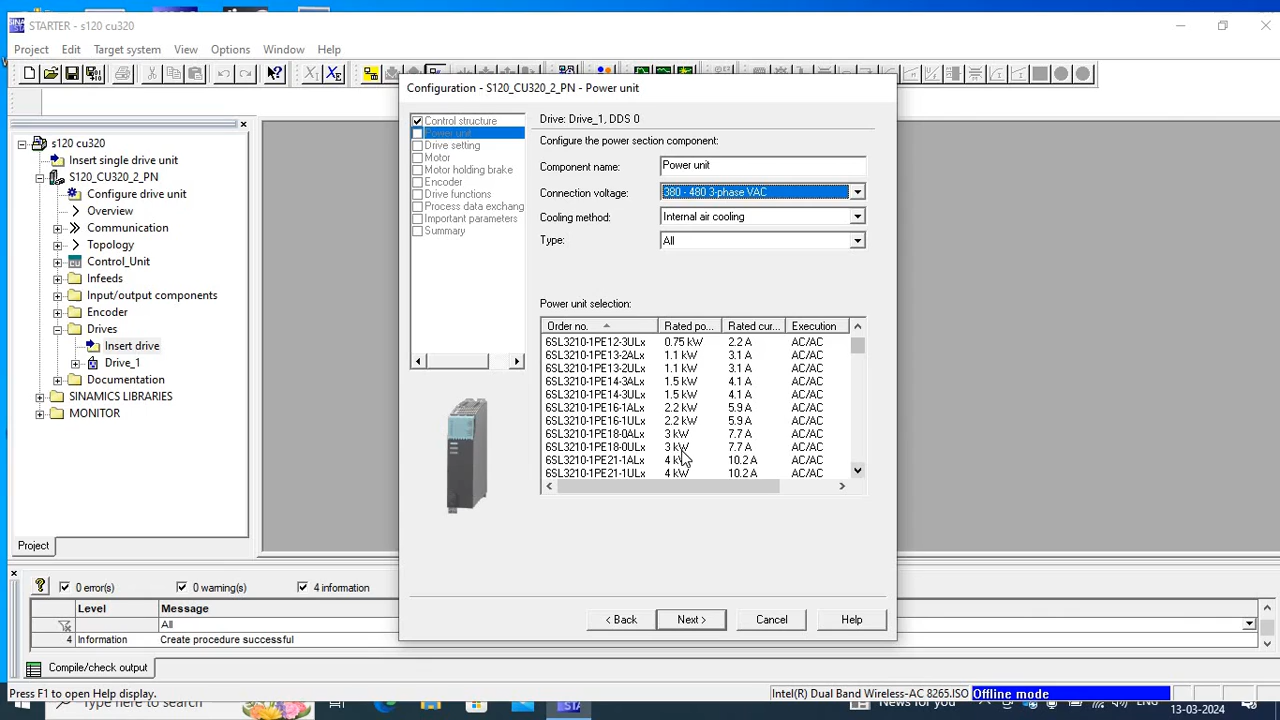 STARTER - s120 cu320
Project Edit Target system View Options Window Help
Configuration - S120_CU320_2_PN - Power unit
Control structure
Power unit
Drive setting
Motor
Motor holding brake
Encoder
Drive functions
Process data exchang
Important parameters
Summary
Drive: Drive_1, DDS 0
Configure the power section component:
Component name: Power unit
Connection voltage: 380 - 480 3-phase VAC
Cooling method: Internal air cooling
Type: All
Power unit selection:
Order no. Rated po... Rated cur... Execution
6SL3210-1PE12-3ULx 0.75 kW 2.2 A AC/AC
6SL3210-1PE13-2ALx 1.1 kW 3.1 A AC/AC
6SL3210-1PE13-2ULx 1.1 kW 3.1 A AC/AC
6SL3210-1PE14-3ALx 1.5 kW 4.1 A AC/AC
6SL3210-1PE14-3ULx 1.5 kW 4.1 A AC/AC
6SL3210-1PE16-1ALx 2.2 kW 5.9 A AC/AC
6SL3210-1PE16-1ULx 2.2 kW 5.9 A AC/AC
6SL3210-1PE18-0ALx 3 kW 7.7 A AC/AC
6SL3210-1PE18-0ULx 3 kW 7.7 A AC/AC
6SL3210-1PE21-1ALx 4 kW 10.2 A AC/AC
6SL3210-1PE21-1ULx 4 kW 10.2 A AC/AC
< Back Next > Cancel Help
s120 cu320
Insert single drive unit
S120_CU320_2_PN
Configure drive unit
Overview
Communication
Topology
Control_Unit
Infeeds
Input/output components
Encoder
Drives
Insert drive
Drive_1
Documentation
SINAMICS LIBRARIES
MONITOR
Project
0 error(s) 0 warning(s) 4 information
Level Message
All
4 Information Create procedure successful
Compile/check output
Press F1 to open Help display. Intel(R) Dual Band Wireless-AC 8265.ISO Offline mode
Type here to search News for you ENG 13-03-2024